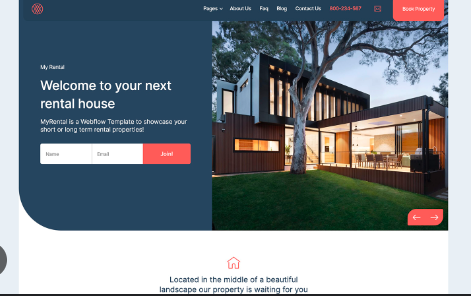 Pages About Us Faq Blog Contact Us 800-234-567 Book Property
My Rental
Welcome to your next
rental house
MyRental is a Webflow Template to showcase your
short or long term rental properties!
Name Email Join!
Located in the middle of a beautiful
landscape our property is waiting for you